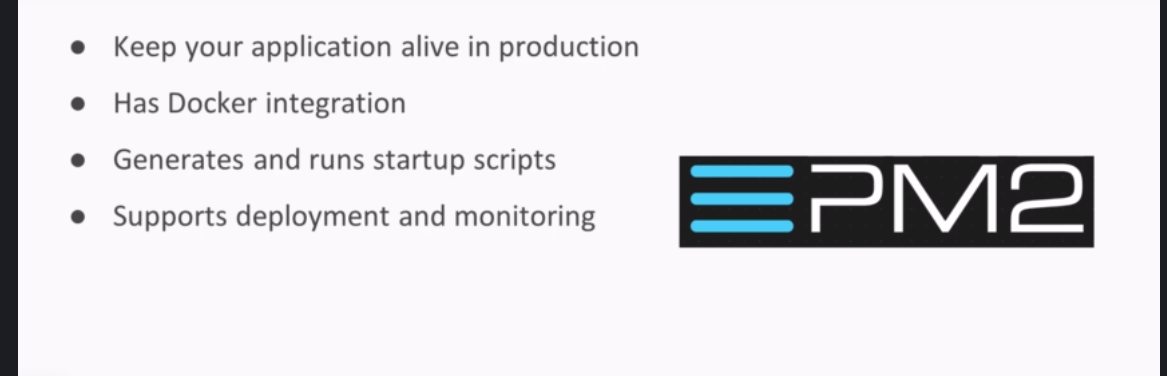 ● Keep your application alive in production
● Has Docker integration
● Generates and runs startup scripts
● Supports deployment and monitoring
PM2